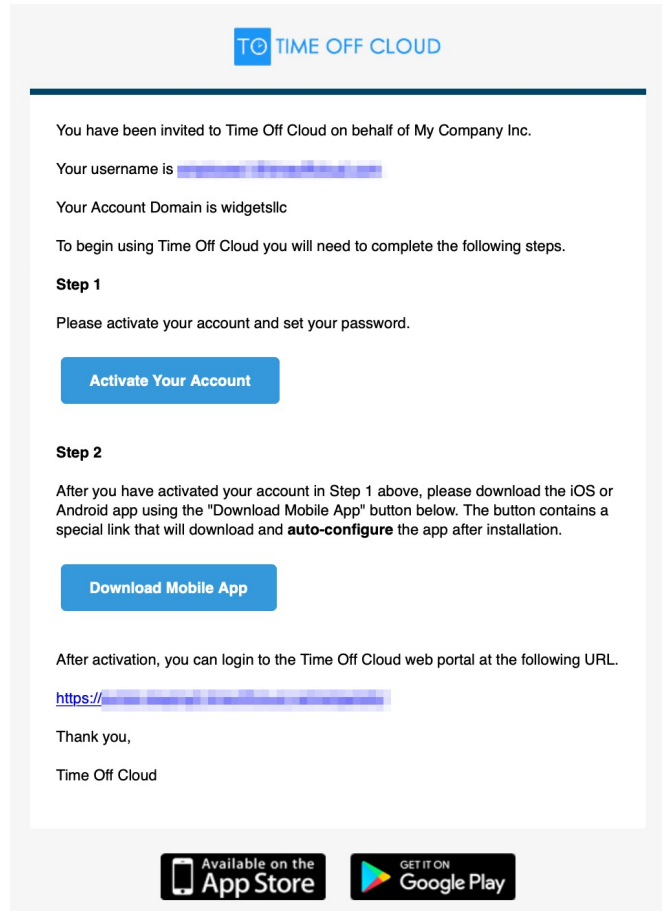 TO TIME OFF CLOUD
You have been invited to Time Off Cloud on behalf of My Company Inc.
Your username is
Your Account Domain is widgetsllc
To begin using Time Off Cloud you will need to complete the following steps.
Step 1
Please activate your account and set your password.
Activate Your Account
Step 2
After you have activated your account in Step 1 above, please download the iOS or
Android app using the "Download Mobile App" button below. The button contains a
special link that will download and auto-configure the app after installation.
Download Mobile App
After activation, you can login to the Time Off Cloud web portal at the following URL.
https://
Thank you,
Time Off Cloud
Available on the
App Store
GET IT ON
Google Play